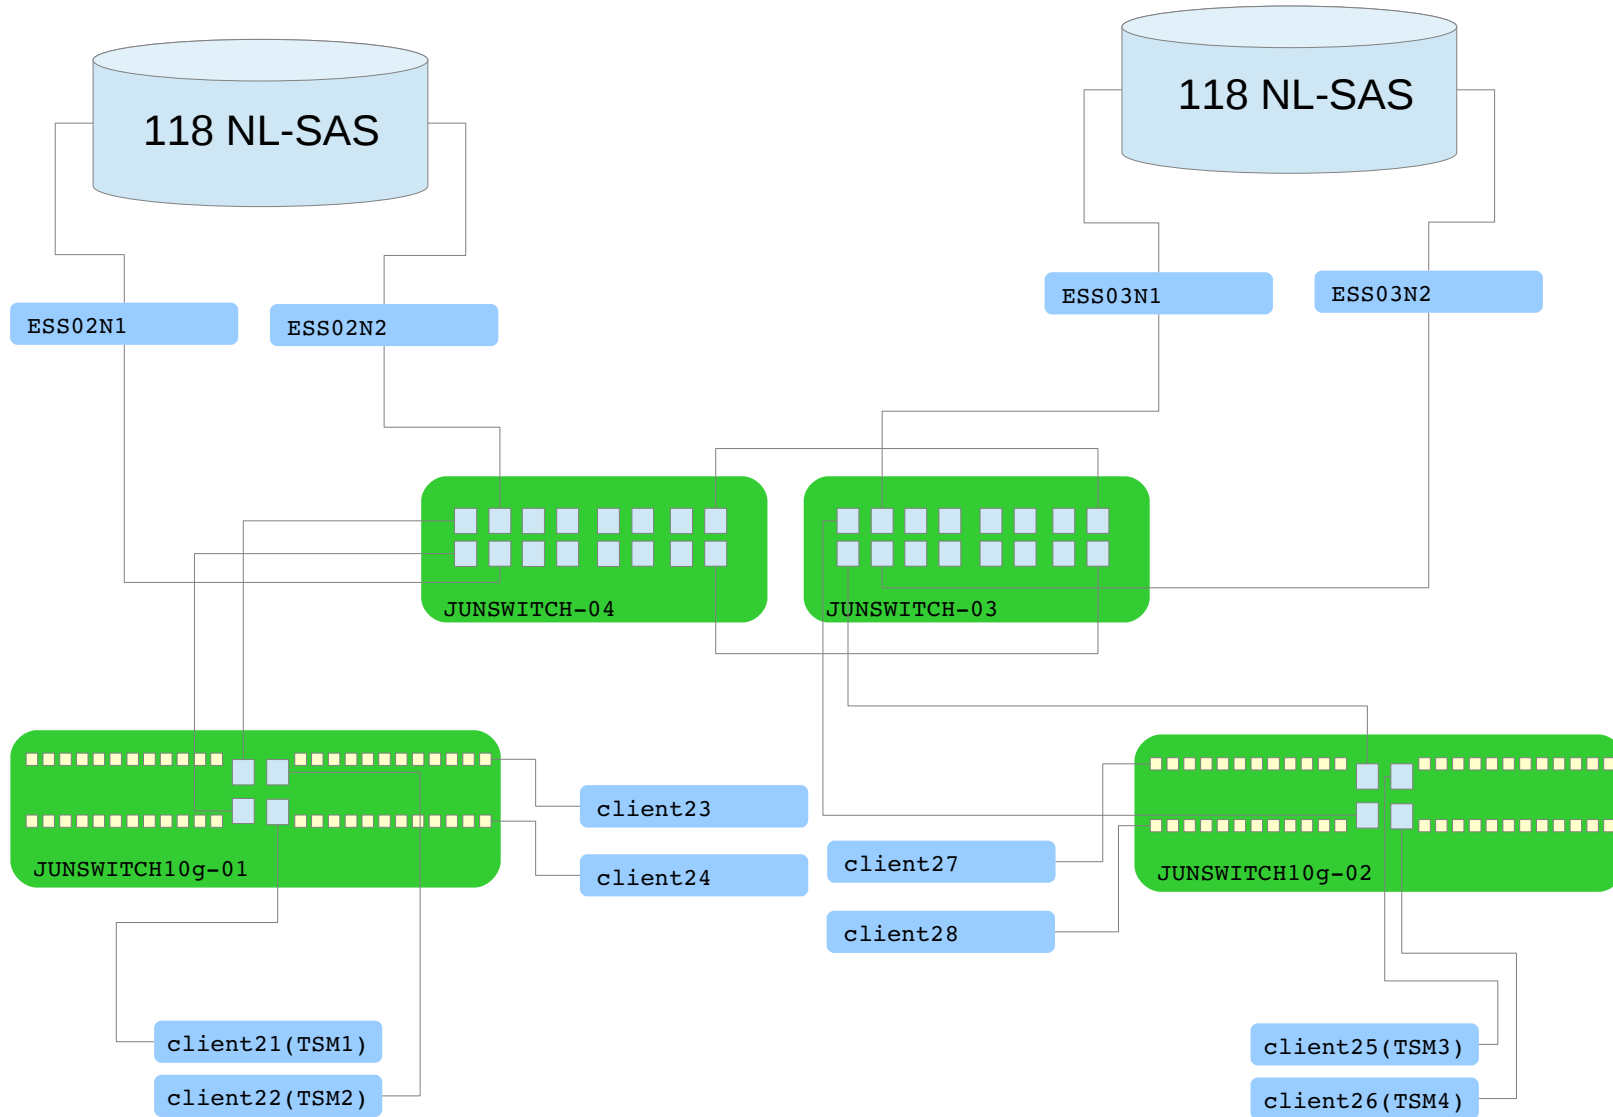 118 NL-SAS
118 NL-SAS
ESS02N1
ESS02N2
ESS03N1
ESS03N2
JUNSWITCH-04
JUNSWITCH-03
JUNSWITCH10g-01
client23
client24
client27
client28
JUNSWITCH10g-02
client21(TSM1)
client22(TSM2)
client25(TSM3)
client26(TSM4)